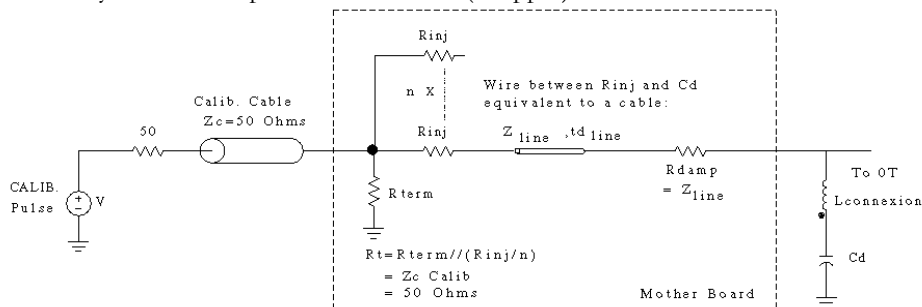 Rinj
n X
Rinj
Wire between Rinj and Cd
equivalent to a cable:
Z line , td line
Calib. Cable
Zc=50 Ohms
50
CALIB.
Pulse
V
Rterm
Rdamp
= Z line
To OT
Lconnexion
Cd
Rt=Rterm//(Rinj/n)
= Zc Calib
= 50 Ohms
Mother Board